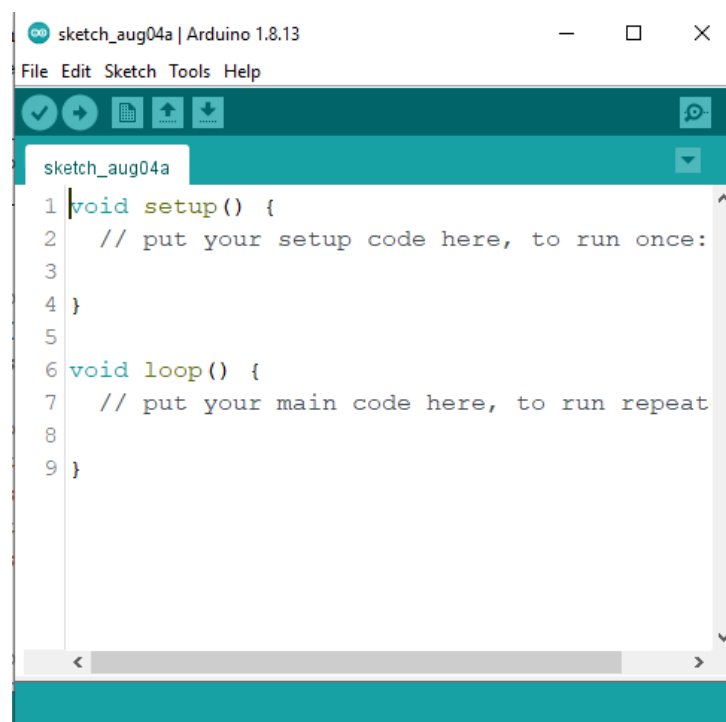 sketch_aug04a | Arduino 1.8.13
File Edit Sketch Tools Help
sketch_aug04a
1 void setup() {
2   // put your setup code here, to run once:
3
4 }
5
6 void loop() {
7   // put your main code here, to run repeat
8
9 }